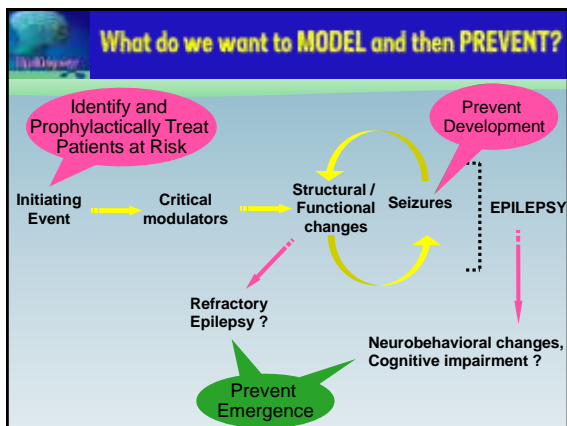 What do we want to MODEL and then PREVENT?
Identify and
Prophylactically Treat
Patients at Risk
Prevent
Development
Initiating
Event
Critical
modulators
Structural /
Functional
changes
Seizures
EPILEPSY
Refractory
Epilepsy ?
Neurobehavioral changes,
Cognitive impairment ?
Prevent
Emergence